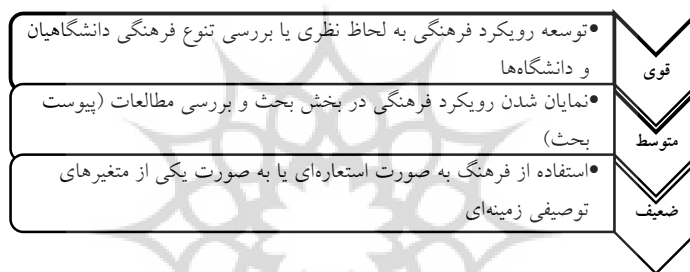 •توسعه رویکرد فرهنگی به لحاظ نظری یا بررسی تنوع فرهنگی دانشگاهیان
و دانشگاه‌ها
قوی
•نمایان شدن رویکرد فرهنگی در بخش بحث و بررسی مطالعات (پیوست
بحث)
متوسط
•استفاده از فرهنگ به صورت استعاره‌ای یا به صورت یکی از متغیرهای
توصیفی زمینه‌ای
ضعیف